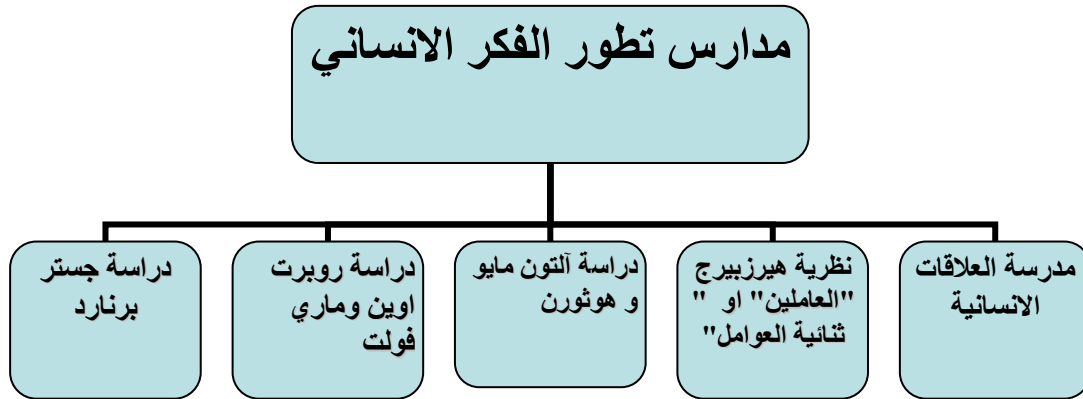 مدارس تطور الفكر الانساني
مدرسة العلاقات
الانسانية
نظرية هيرزبيرج
"العاملين" او "
ثنائية العوامل"
دراسة آلتون مايو
و هوثورن
دراسة روبرت
اوين وماري
فولت
دراسة جستر
برنارد